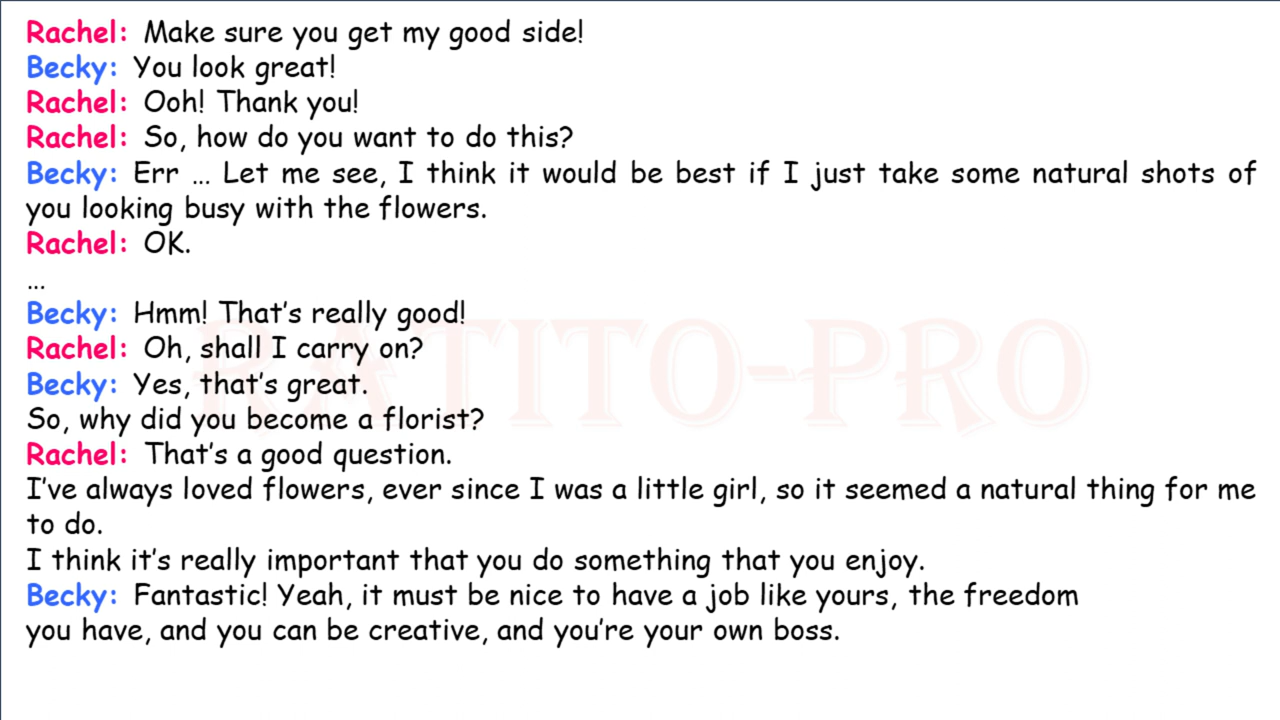 Rachel: Make sure you get my good side!
Becky: You look great!
Rachel: Ooh! Thank you!
Rachel: So, how do you want to do this?
Becky: Err … Let me see, I think it would be best if I just take some natural shots of
you looking busy with the flowers.
Rachel: OK.
…
Becky: Hmm! That's really good!
Rachel: Oh, shall I carry on?
Becky: Yes, that's great.
So, why did you become a florist?
Rachel: That's a good question.
I've always loved flowers, ever since I was a little girl, so it seemed a natural thing for me
to do.
I think it's really important that you do something that you enjoy.
Becky: Fantastic! Yeah, it must be nice to have a job like yours, the freedom
you have, and you can be creative, and you're your own boss.
RATITO-PRO